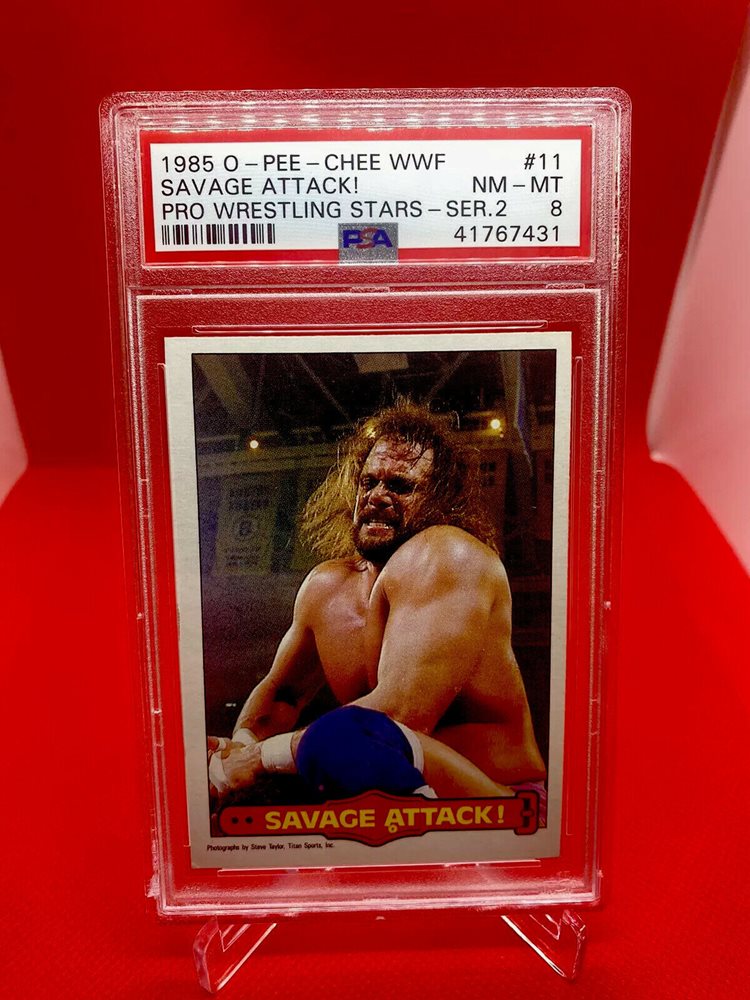 1985 O-PEE-CHEE WWF #11
SAVAGE ATTACK! NM-MT
PRO WRESTLING STARS-SER.2 8
PSA 41767431
SAVAGE ATTACK!
Photographs by Steve Taylor, Titan Sports, Inc.